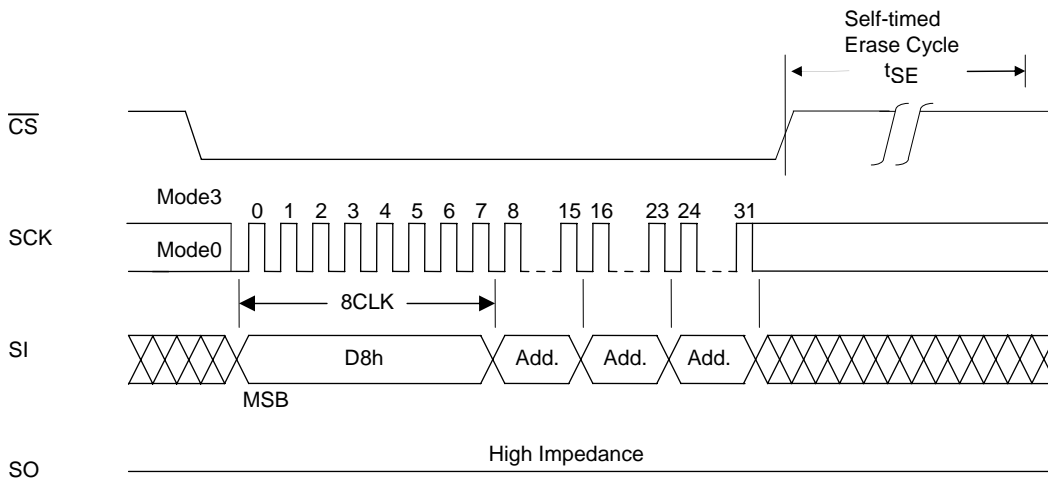 Self-timed
Erase Cycle
tSE
CS
Mode3
0 1 2 3 4 5 6 7 8 15 16 23 24 31
SCK
Mode0
8CLK
SI
D8h Add. Add. Add.
MSB
High Impedance
SO